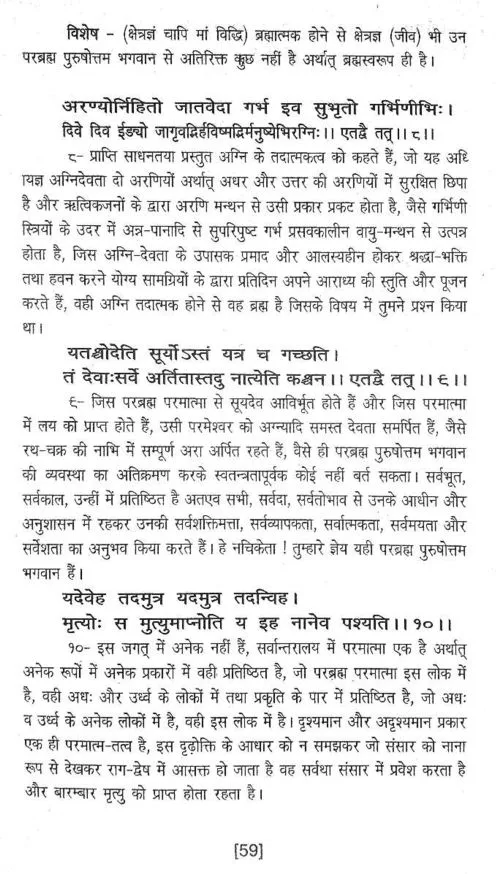 विशेष - (क्षेत्रज्ञं चापि मां विद्धि) ब्रह्मात्मक होने से क्षेत्रज्ञ (जीव) भी उन
परब्रह्म पुरुषोत्तम भगवान से अतिरिक्त कुछ नहीं है अर्थात् ब्रह्मस्वरूप ही है।
अरण्योर्निहितो जातवेदा गर्भ इव सुभृतो गर्भिणीभिः।
दिवे दिव ईड्यो जागृवद्भिर्हविष्मद्भिर्मनुष्येभिरग्निः।। एतद्वै तत्।।८।।
८- प्राप्ति साधनतया प्रस्तुत अग्नि के तदात्मकत्व को कहते हैं, जो यह अधि
यज्ञ अग्निदेवता दो अरणियों अर्थात् अधर और उत्तर की अरणियों में सुरक्षित छिपा
है और ऋत्विकजनों के द्वारा अरणि मन्थन से उसी प्रकार प्रकट होता है, जैसे गर्भिणी
स्त्रियों के उदर में अन्न-पानादि से सुपरिपुष्ट गर्भ प्रसवकालीन वायु-मन्थन से उत्पन्न
होता है, जिस अग्नि-देवता के उपासक प्रमाद और आलस्यहीन होकर श्रद्धा-भक्ति
तथा हवन करने योग्य सामग्रियों के द्वारा प्रतिदिन अपने आराध्य की स्तुति और पूजन
करते हैं, वही अग्नि तदात्मक होने से वह ब्रह्म है जिसके विषय में तुमने प्रश्न किया
था।
यतश्चोदेति सूर्योऽस्तं यत्र च गच्छति।
तं देवाःसर्वे अर्तितास्तदु नात्येति कश्चन।। एतद्वै तत्।।९।।
९- जिस परब्रह्म परमात्मा से सूयदेव आविर्भूत होते हैं और जिस परमात्मा
में लय को प्राप्त होते हैं, उसी परमेश्वर को अग्न्यादि समस्त देवता समर्पित हैं, जैसे
रथ-चक्र की नाभि में सम्पूर्ण अरा अर्पित रहते हैं, वैसे ही परब्रह्म पुरुषोत्तम भगवान
की व्यवस्था का अतिक्रमण करके स्वतन्त्रतापूर्वक कोई नहीं बर्त सकता। सर्वभूत,
सर्वकाल, उन्हीं में प्रतिष्ठित है अतएव सभी, सर्वदा, सर्वतोभाव से उनके आधीन और
अनुशासन में रहकर उनकी सर्वशक्तिमत्ता, सर्वव्यापकता, सर्वात्मकता, सर्वमयता और
सर्वेशता का अनुभव किया करते हैं। हे नचिकेता ! तुम्हारे ज्ञेय यही परब्रह्म पुरुषोत्तम
भगवान हैं।
यदेवेह तदमुत्र यदमुत्र तदन्विह।
मृत्योः स मुत्युमाप्नोति य इह नानेव पश्यति।।१०।।
१०- इस जगत् में अनेक नहीं हैं, सर्वान्तरालय में परमात्मा एक है अर्थात्
अनेक रूपों में अनेक प्रकारों में वही प्रतिष्ठित है, जो परब्रह्म परमात्मा इस लोक में
है, वही अधः और उर्ध्व के लोकों में तथा प्रकृति के पार में प्रतिष्ठित है, जो अधः
व उर्ध्व के अनेक लोकों में है, वही इस लोक में है। दृश्यमान और अदृश्यमान प्रकार
एक ही परमात्म-तत्व है, इस दृढ़ोक्ति के आधार को न समझकर जो संसार को नाना
रूप से देखकर राग-द्वेष में आसक्त हो जाता है वह सर्वथा संसार में प्रवेश करता है
और बारम्बार मृत्यु को प्राप्त होता रहता है।
[59]